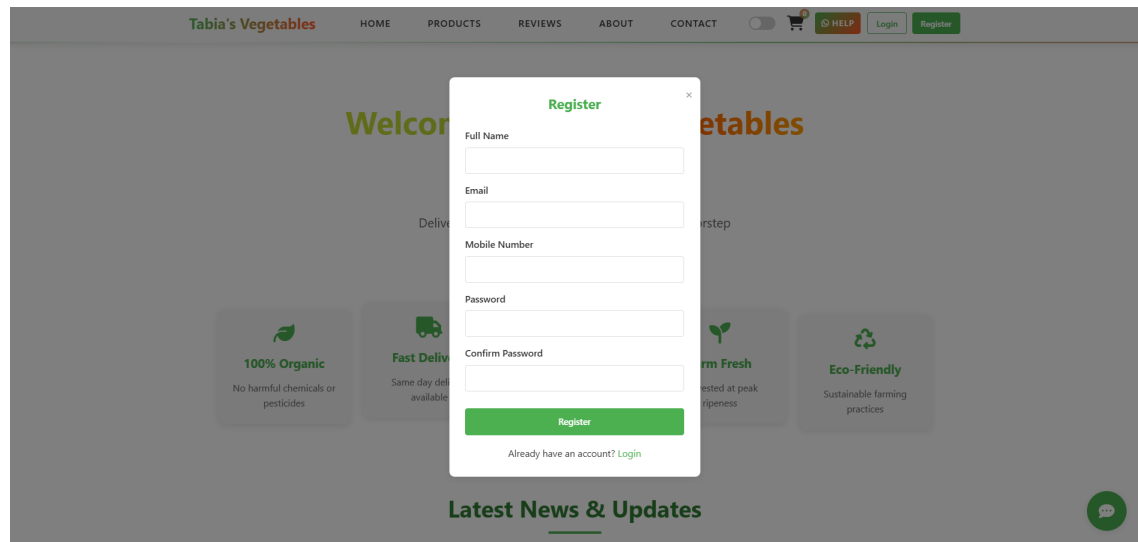 Tabia's Vegetables HOME PRODUCTS REVIEWS ABOUT CONTACT 0 HELP Login Register
Register ×
Welco etables
Full Name
Email
Delive rstep
Mobile Number
Password
Confirm Password
100% Organic
No harmful chemicals or
pesticides
Fast Deliv
Same day deli
available
rm Fresh
ested at peak
ripeness
Eco-Friendly
Sustainable farming
practices
Register
Already have an account? Login
Latest News & Updates